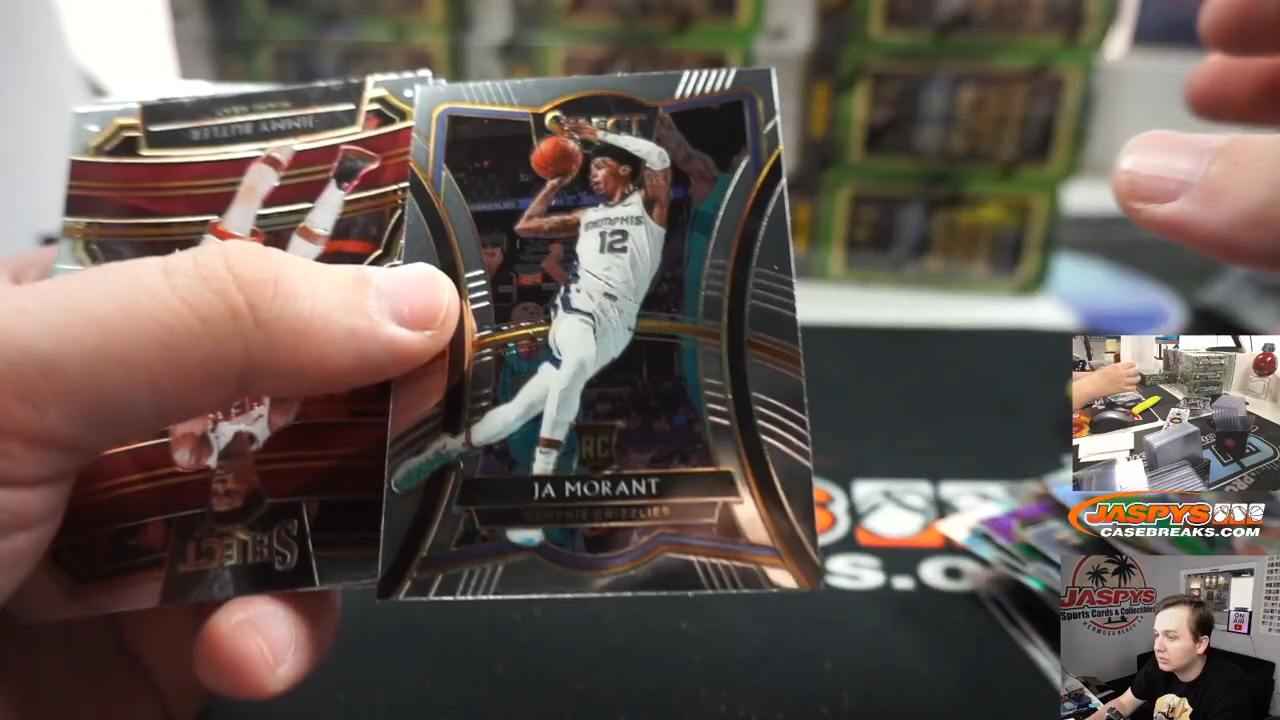 JIMMY BUTLER
SELECT
SELECT
MEMPHIS
12
RC
JA MORANT
MEMPHIS GRIZZLIES
S.C
JASPYS
CASEBREAKS.COM
JASPYS
Sports Cards & Collectibles
HERMOSA BEACH, CA
ON
AIR